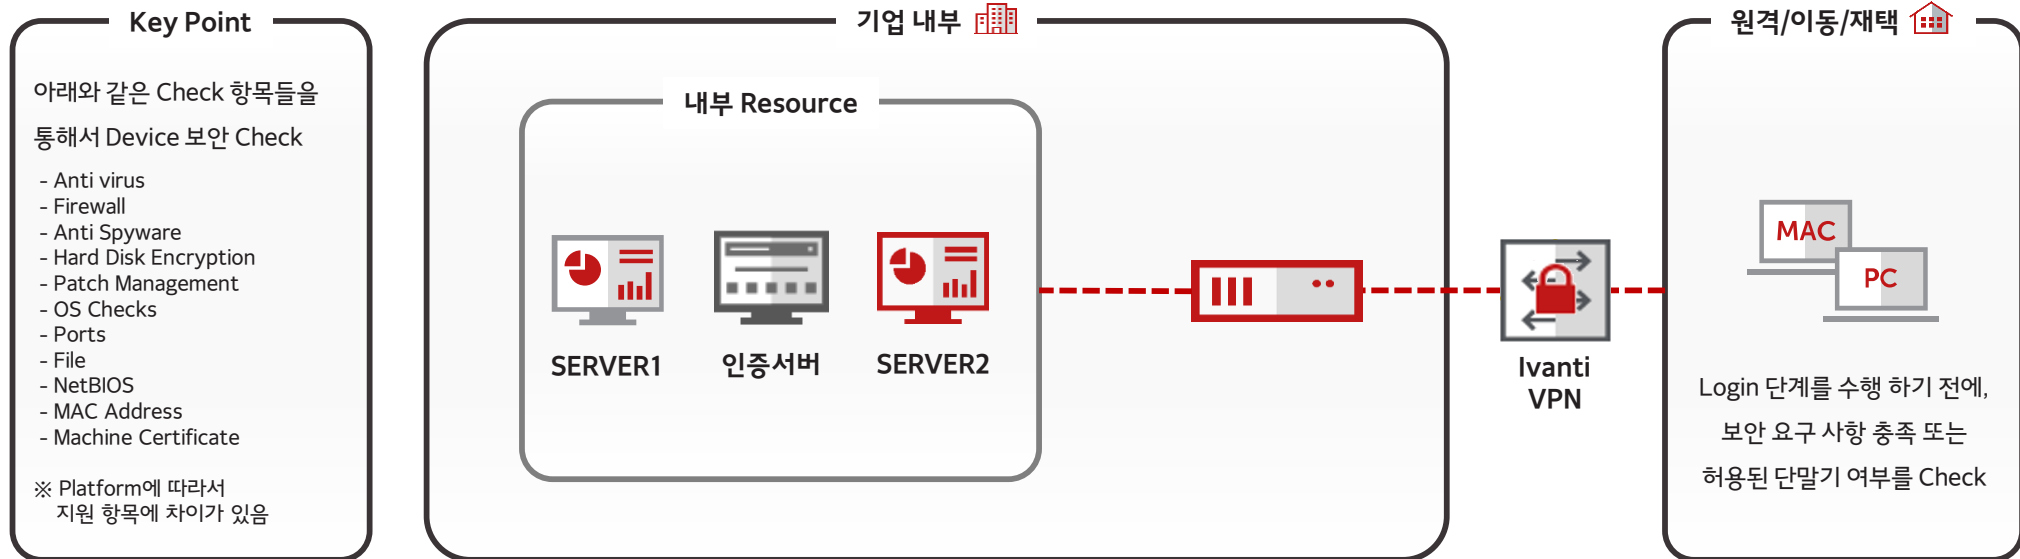 Key Point
아래와 같은 Check 항목들을
통해서 Device 보안 Check
- Anti virus
- Firewall
- Anti Spyware
- Hard Disk Encryption
- Patch Management
- OS Checks
- Ports
- File
- NetBIOS
- MAC Address
- Machine Certificate
※ Platform에 따라서
지원 항목에 차이가 있음
기업 내부
내부 Resource
SERVER1
인증서버
SERVER2
Ivanti
VPN
원격/이동/재택
MAC
PC
Login 단계를 수행 하기 전에,
보안 요구 사항 충족 또는
허용된 단말기 여부를 Check